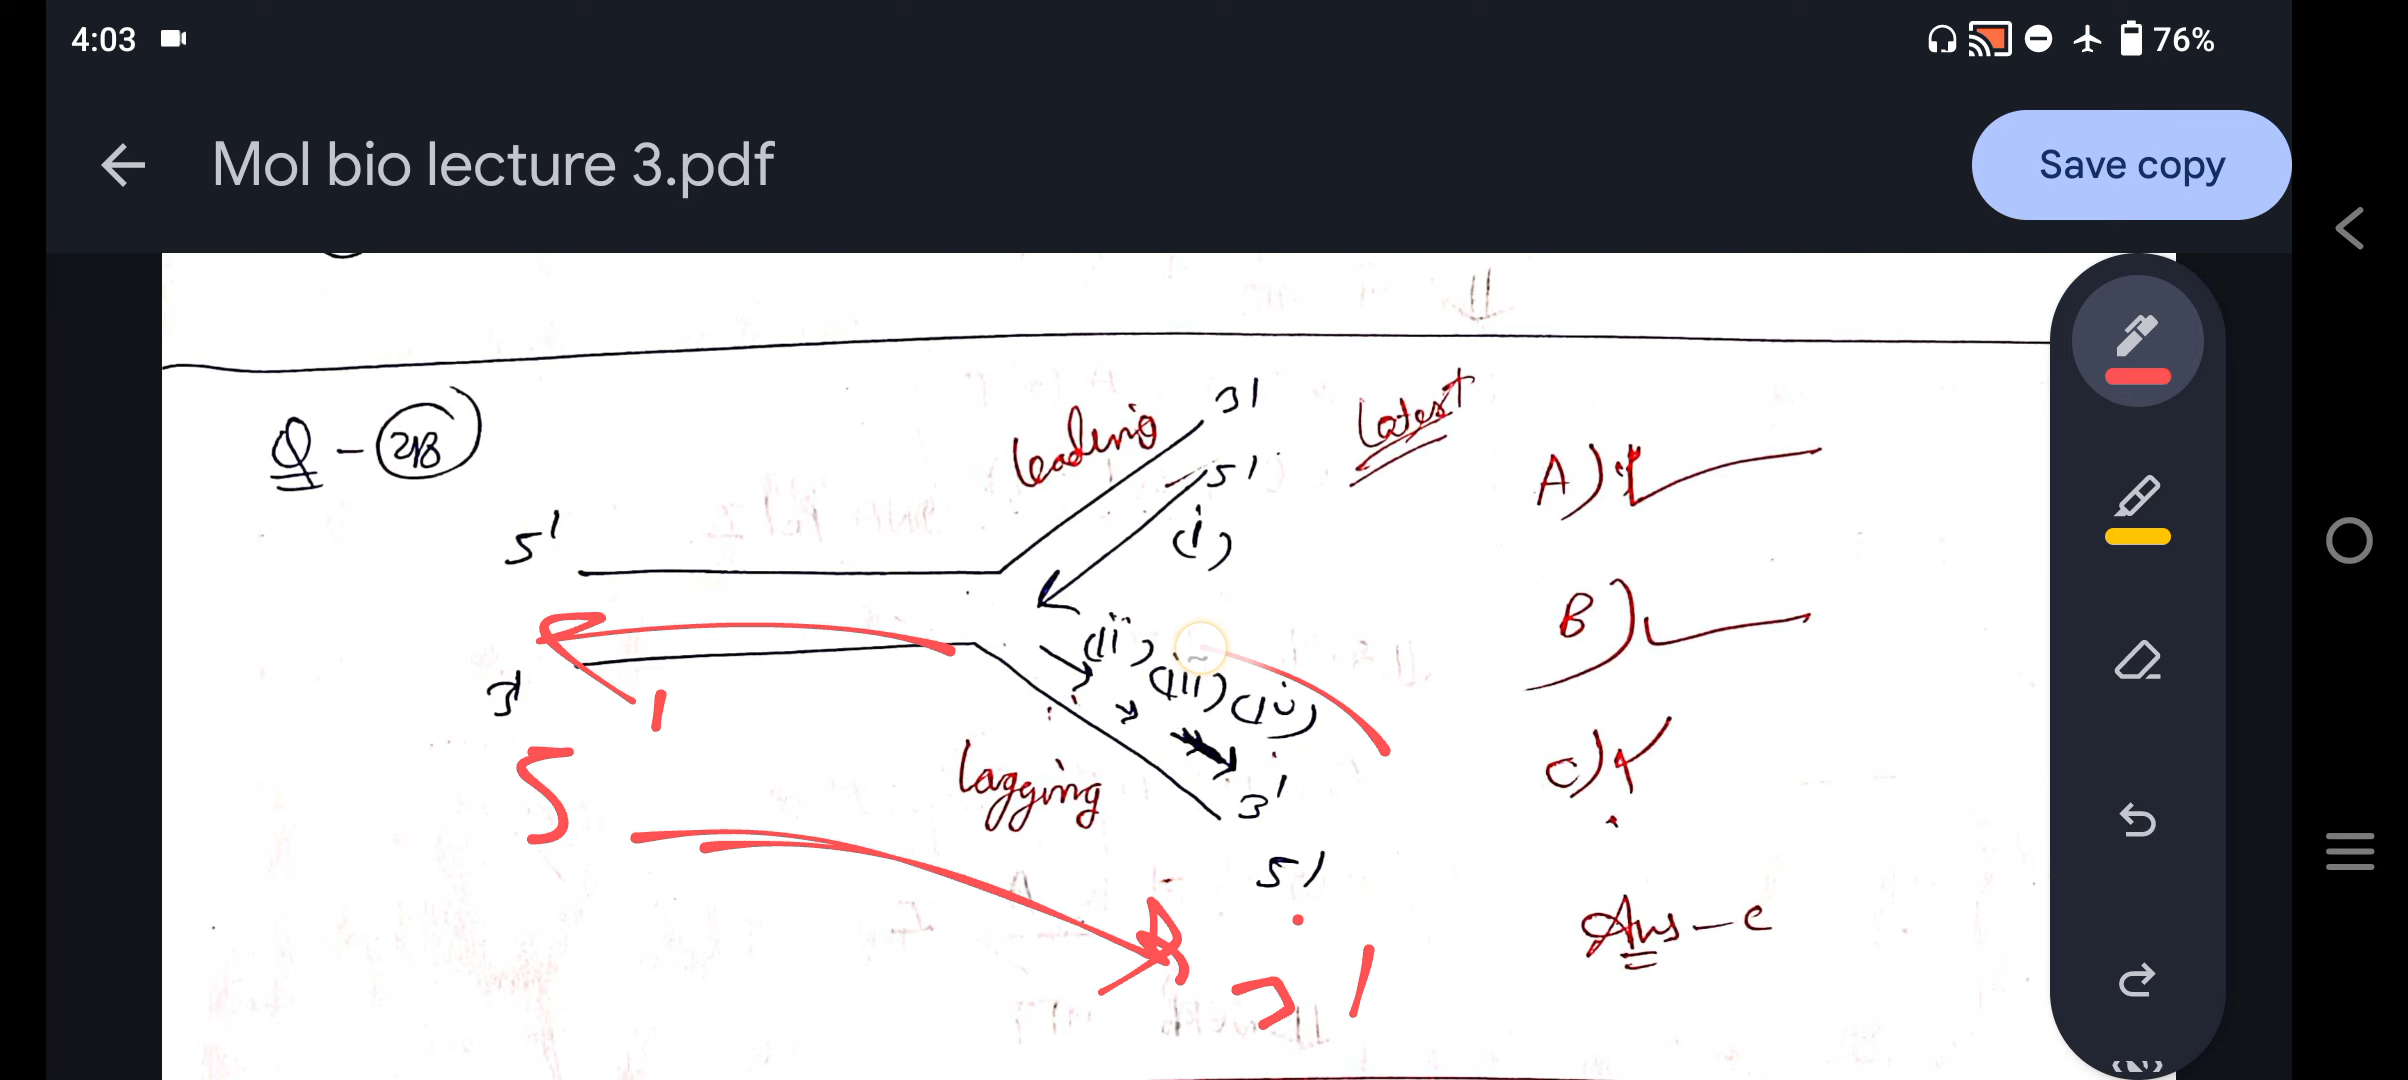 4:03 76%
Mol bio lecture 3.pdf Save copy
Q - 218
leading 3' Latest
5'
(i)
A)
5'
(ii) (iii) (iv)
B)
3'
C)
lagging 3'
5 '
5'
Ans - c
3 '